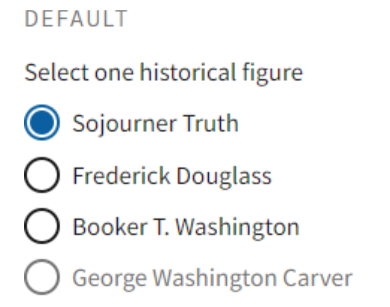 DEFAULT
Select one historical figure
Sojourner Truth
Frederick Douglass
Booker T. Washington
George Washington Carver